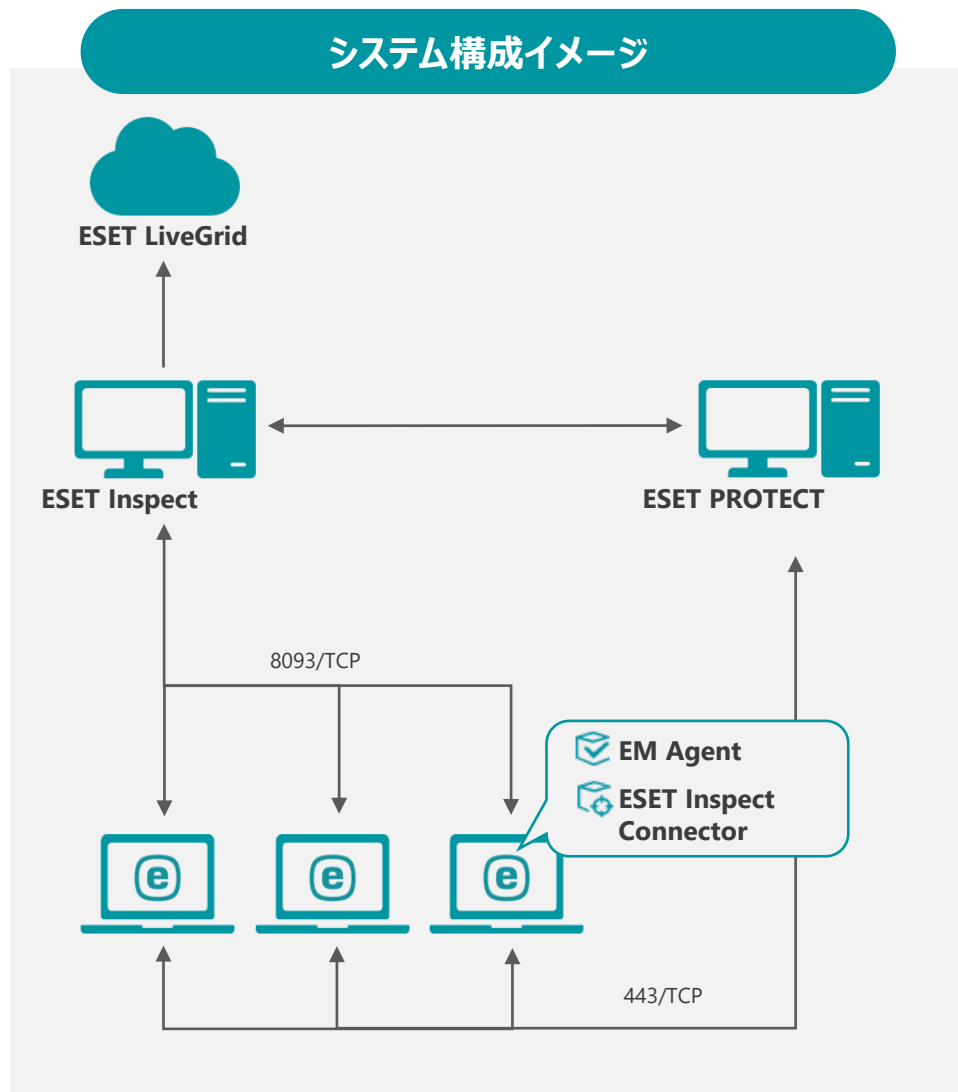 システム構成イメージ
ESET LiveGrid
ESET Inspect
ESET PROTECT
8093/TCP
EM Agent
ESET Inspect
Connector
e
e
e
443/TCP